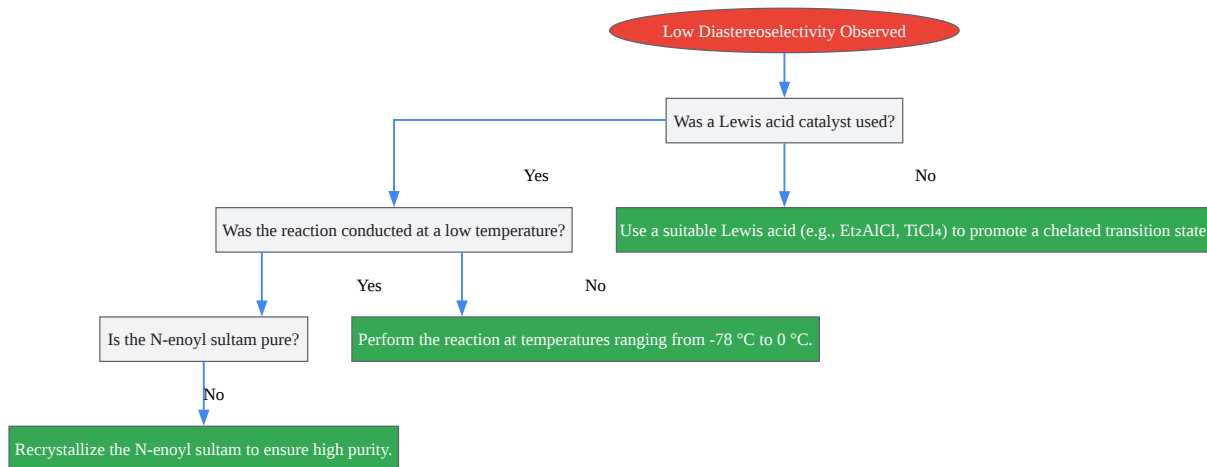 Low Diastereoselectivity Observed
Was a Lewis acid catalyst used?
Yes
No
Was the reaction conducted at a low temperature?
Use a suitable Lewis acid (e.g., Et₂AlCl, TiCl₄) to promote a chelated transition state
Yes
No
Is the N-enoyl sultam pure?
Perform the reaction at temperatures ranging from -78 °C to 0 °C.
No
Recrystallize the N-enoyl sultam to ensure high purity.